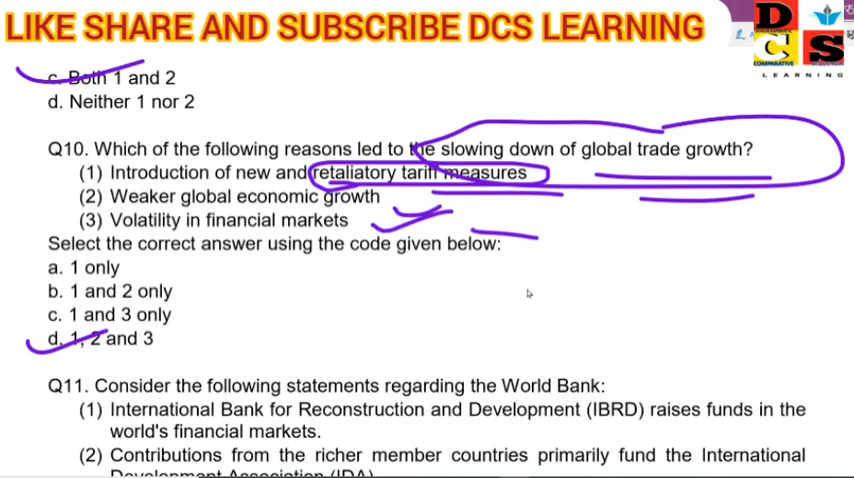 LIKE SHARE AND SUBSCRIBE DCS LEARNING
D
C
S
COMPARATIVE
LEARNING
c. Both 1 and 2
d. Neither 1 nor 2
Q10. Which of the following reasons led to the slowing down of global trade growth?
(1) Introduction of new and retaliatory tariff measures
(2) Weaker global economic growth
(3) Volatility in financial markets
Select the correct answer using the code given below:
a. 1 only
b. 1 and 2 only
c. 1 and 3 only
d. 1, 2 and 3
Q11. Consider the following statements regarding the World Bank:
(1) International Bank for Reconstruction and Development (IBRD) raises funds in the
world's financial markets.
(2) Contributions from the richer member countries primarily fund the International
Development Association (IDA)